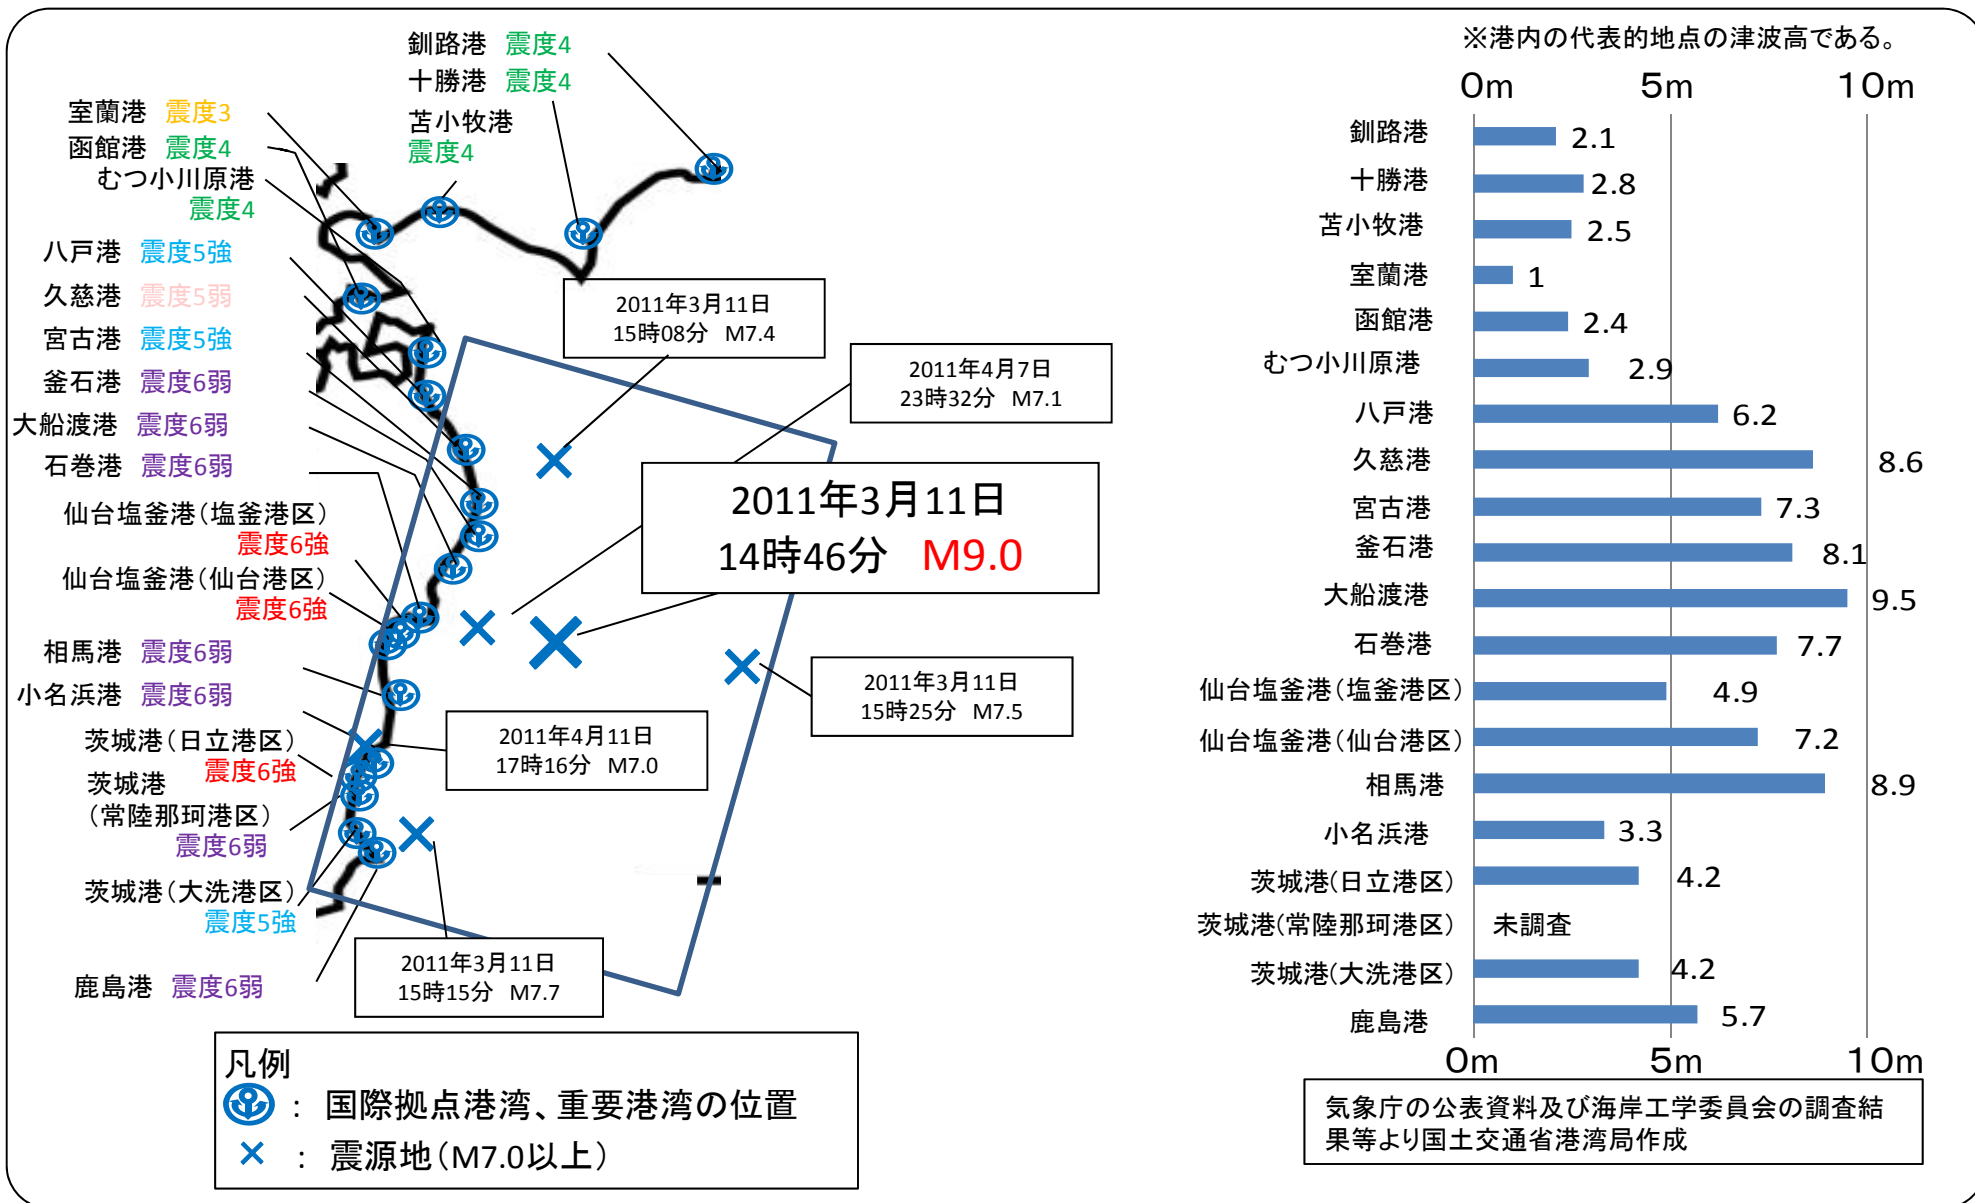 釧路港 震度4
十勝港 震度4
苫小牧港
震度4
室蘭港 震度3
函館港 震度4
むつ小川原港
震度4
八戸港 震度5強
久慈港 震度5弱
宮古港 震度5強
釜石港 震度6弱
大船渡港 震度6弱
石巻港 震度6弱
仙台塩釜港(塩釜港区)
震度6強
仙台塩釜港(仙台港区)
震度6強
相馬港 震度6弱
小名浜港 震度6弱
茨城港(日立港区)
震度6強
茨城港
(常陸那珂港区)
震度6弱
茨城港(大洗港区)
震度5強
鹿島港 震度6弱
2011年3月11日
15時08分 M7.4
2011年4月7日
23時32分 M7.1
2011年3月11日
14時46分 M9.0
2011年3月11日
15時25分 M7.5
2011年4月11日
17時16分 M7.0
2011年3月11日
15時15分 M7.7
凡例
: 国際拠点港湾、重要港湾の位置
: 震源地(M7.0以上)
※港内の代表的地点の津波高である。
0m 5m 10m
釧路港 2.1
十勝港 2.8
苫小牧港 2.5
室蘭港 1
函館港 2.4
むつ小川原港 2.9
八戸港 6.2
久慈港 8.6
宮古港 7.3
釜石港 8.1
大船渡港 9.5
石巻港 7.7
仙台塩釜港(塩釜港区) 4.9
仙台塩釜港(仙台港区) 7.2
相馬港 8.9
小名浜港 3.3
茨城港(日立港区) 4.2
茨城港(常陸那珂港区) 未調査
茨城港(大洗港区) 4.2
鹿島港 5.7
0m 5m 10m
気象庁の公表資料及び海岸工学委員会の調査結
果等より国土交通省港湾局作成